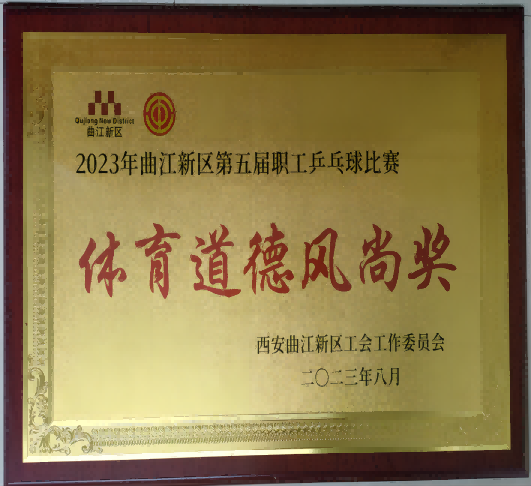 Qujiang New District
曲江新区
2023年曲江新区第五届职工乒乓球比赛
体育道德风尚奖
西安曲江新区工会工作委员会
二〇二三年八月